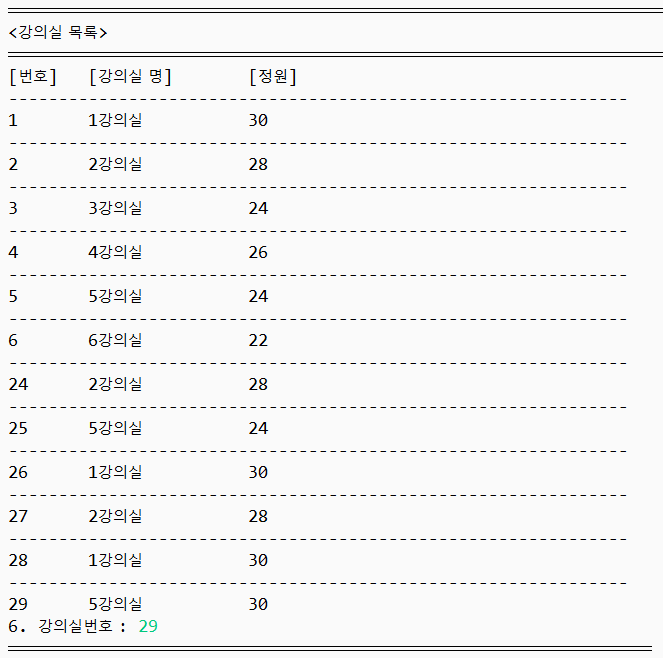 <강의실 목록>
[번호] [강의실 명] [정원]
1 1강의실 30
2 2강의실 28
3 3강의실 24
4 4강의실 26
5 5강의실 24
6 6강의실 22
24 2강의실 28
25 5강의실 24
26 1강의실 30
27 2강의실 28
28 1강의실 30
29 5강의실 30
6. 강의실번호 : 29